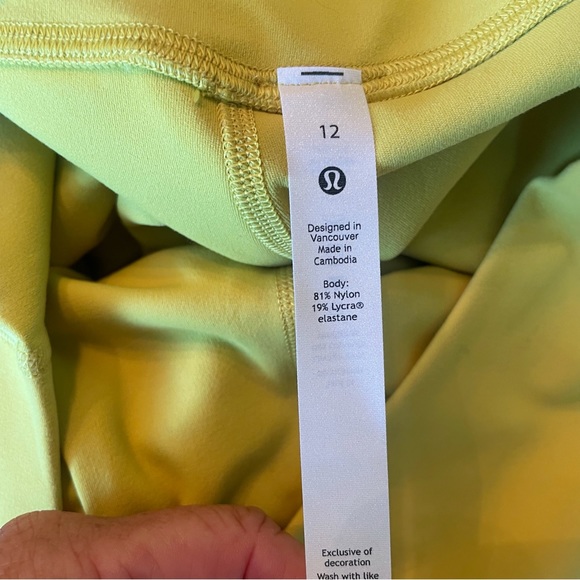 12
Designed in
Vancouver
Made in
Cambodia
Body:
81% Nylon
19% Lycra®
elastane
Exclusive of
decoration
Wash with like